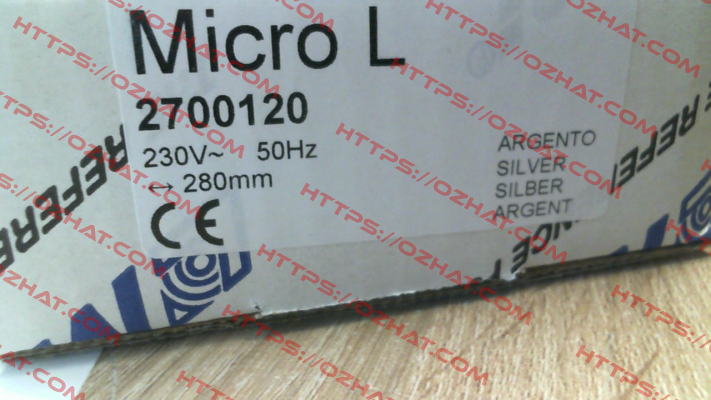 Micro L
2700120
230V~ 50Hz
↔ 280mm
CE
ARGENTO
SILVER
SILBER
ARGENT
HTTPS://OZHAT.COM